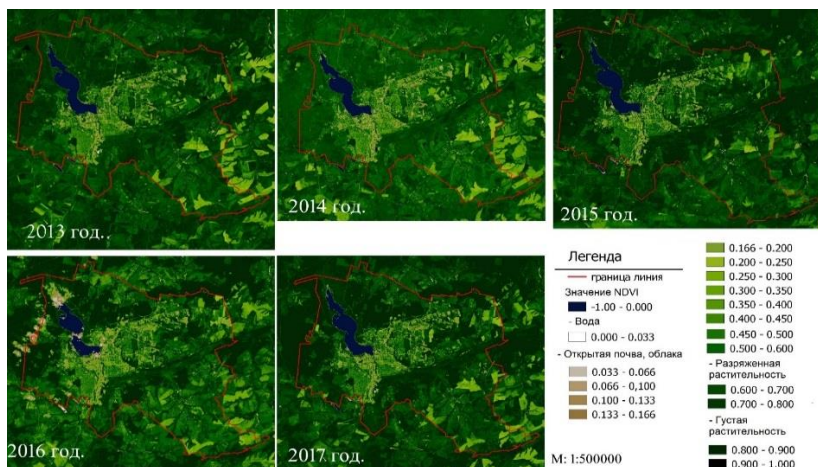 2013 год..
2014 год.
2015 год.
2016 год.
2017 год.
Легенда
граница линия
Значение NDVI
-1.00 - 0.000
- Вода
0.000 - 0.033
- Открытая почва, облака
0.033 - 0.066
0.066 - 0,100
0.100 - 0.133
0.133 - 0.166
М: 1:500000
0.166 - 0.200
0.200 - 0.250
0.250 - 0.300
0.300 - 0.350
0.350 - 0.400
0.400 - 0.450
0.450 - 0.500
0.500 - 0.600
- Разряженная
растительность
0.600 - 0.700
0.700 - 0.800
- Густая
растительность
0.800 - 0.900
0.900 - 1.000